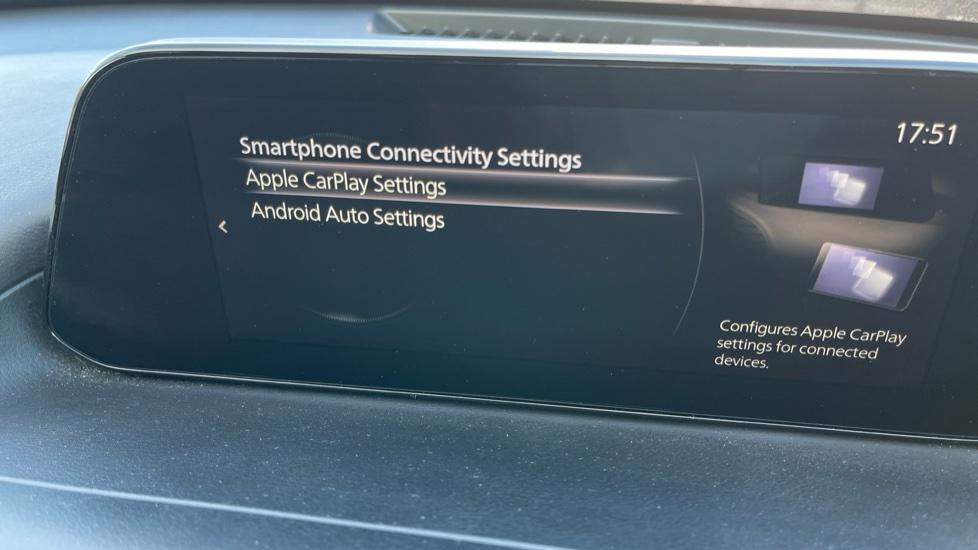 17:51
Smartphone Connectivity Settings
Apple CarPlay Settings
Android Auto Settings
Configures Apple CarPlay
settings for connected
devices.